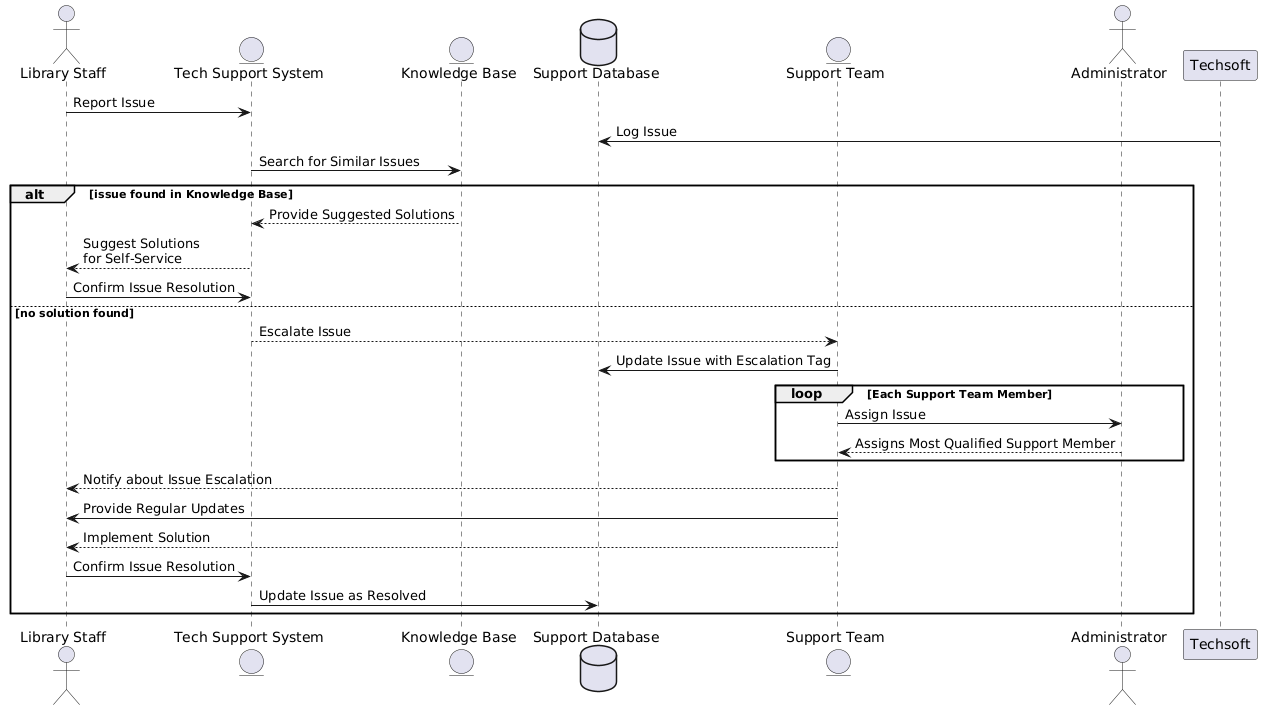 Library Staff
Tech Support System
Knowledge Base
Support Database
Support Team
Administrator
Techsoft
Report Issue
Log Issue
Search for Similar Issues
alt
[issue found in Knowledge Base]
Provide Suggested Solutions
Suggest Solutions
for Self-Service
Confirm Issue Resolution
[no solution found]
Escalate Issue
Update Issue with Escalation Tag
loop
[Each Support Team Member]
Assign Issue
Assigns Most Qualified Support Member
Notify about Issue Escalation
Provide Regular Updates
Implement Solution
Confirm Issue Resolution
Update Issue as Resolved
Library Staff
Tech Support System
Knowledge Base
Support Database
Support Team
Administrator
Techsoft